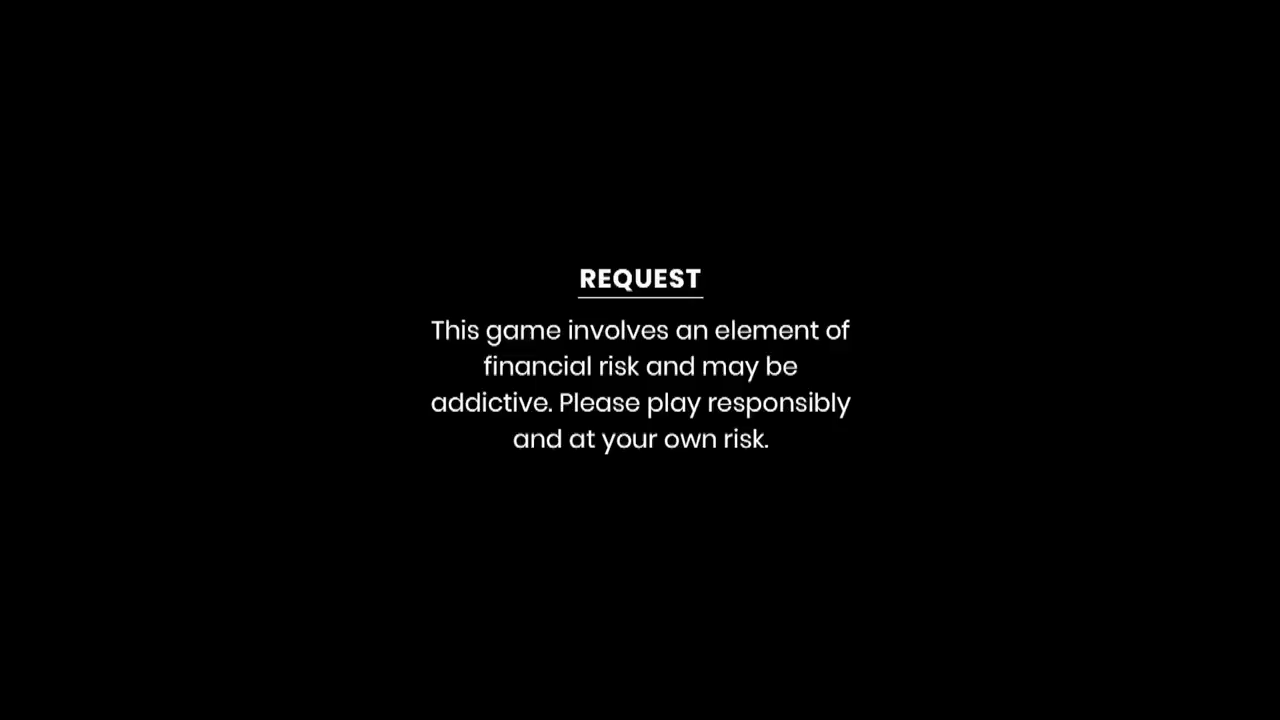 REQUEST
This game involves an element of
financial risk and may be
addictive. Please play responsibly
and at your own risk.